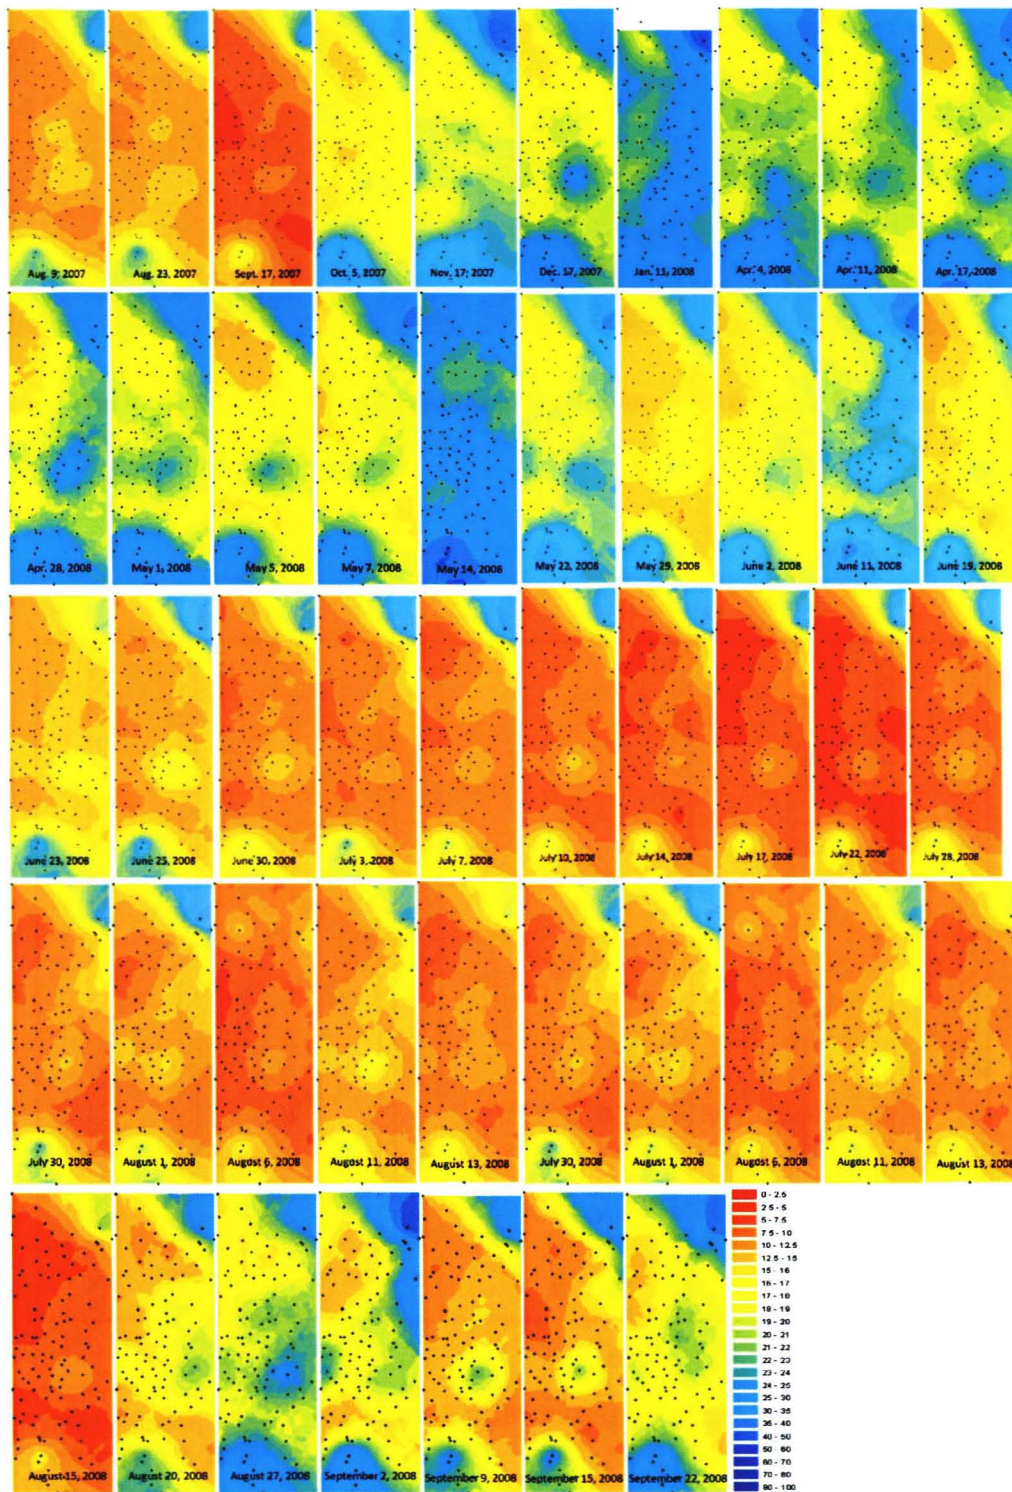 Aug. 9, 2007 Aug. 23, 2007 Sept. 17, 2007 Oct. 5, 2007 Nov. 17, 2007 Dec. 17, 2007 Jan. 11, 2008 Apr. 4, 2008 Apr. 11, 2008 Apr. 17, 2008
Apr. 28, 2008 May 1, 2008 May 5, 2008 May 7, 2008 May 14, 2008 May 22, 2008 May 29, 2008 June 2, 2008 June 11, 2008 June 19, 2008
June 23, 2008 June 25, 2008 June 30, 2008 July 3, 2008 July 7, 2008 July 10, 2008 July 14, 2008 July 17, 2008 July 22, 2008 July 28, 2008
July 30, 2008 August 1, 2008 August 6, 2008 August 11, 2008 August 13, 2008 July 30, 2008 August 1, 2008 August 6, 2008 August 11, 2008 August 13, 2008
August 15, 2008 August 20, 2008 August 27, 2008 September 2, 2008 September 9, 2008 September 15, 2008 September 22, 2008
0 - 2.5
2.5 - 5
5 - 7.5
7.5 - 10
10 - 12.5
12.5 - 15
15 - 16
16 - 17
17 - 18
18 - 19
19 - 20
20 - 21
21 - 22
22 - 23
23 - 24
24 - 25
25 - 30
30 - 35
35 - 40
40 - 50
50 - 60
60 - 70
70 - 80
80 - 100